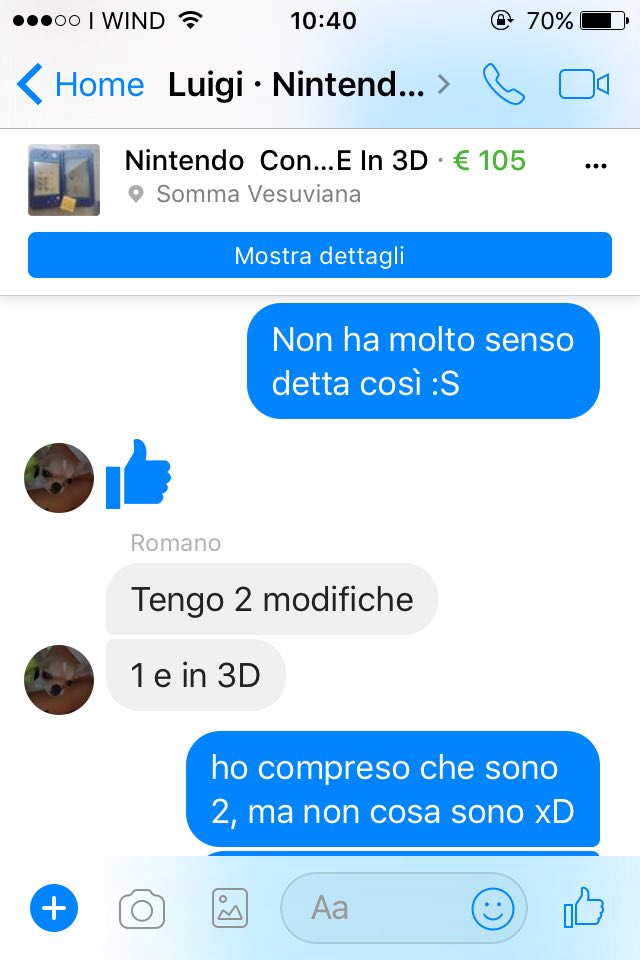 I WIND 10:40 70%
Home Luigi · Nintend...
Nintendo Con...E In 3D · € 105
Somma Vesuviana
Mostra dettagli
Non ha molto senso
detta così :S
Romano
Tengo 2 modifiche
1 e in 3D
ho compreso che sono
2, ma non cosa sono xD
Aa